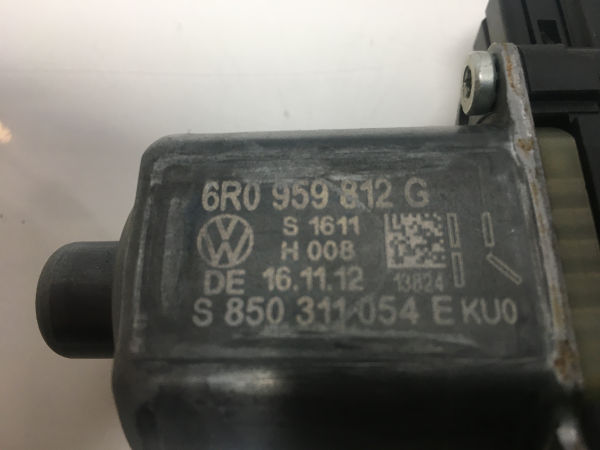 6R0 959 812 G
S 1611
H 008
DE 16.11.12 13824
S 850 311 054 E KU0